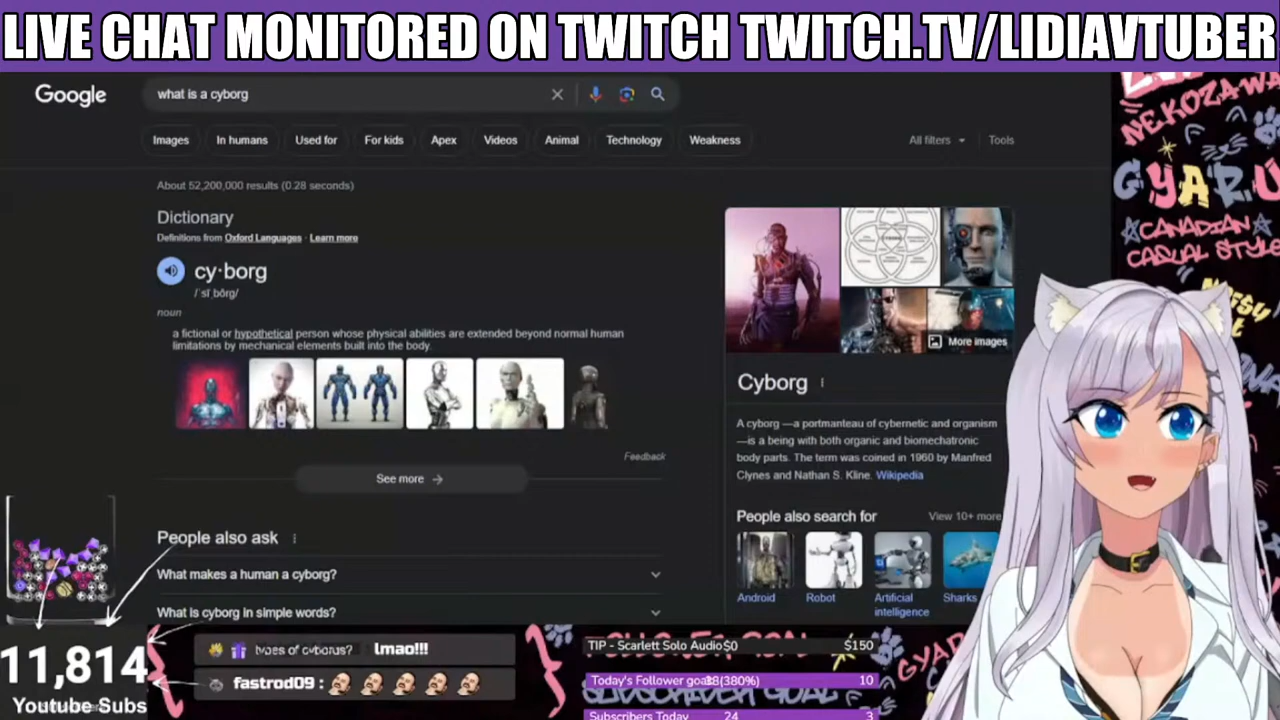 LIVE CHAT MONITORED ON TWITCH TWITCH.TV/LIDIAVTUBER
Google
what is a cyborg
Images
In humans
Used for
For kids
Apex
Videos
Animal
Technology
Weakness
All filters
Tools
About 52,200,000 results (0.28 seconds)
Dictionary
Definitions from Oxford Languages · Learn more
cy·borg
/ˈsīˌbôrg/
noun
a fictional or hypothetical person whose physical abilities are extended beyond normal human
limitations by mechanical elements built into the body.
Feedback
See more
People also ask
What makes a human a cyborg?
What is cyborg in simple words?
More images
Cyborg
A cyborg —a portmanteau of cybernetic and organism
—is a being with both organic and biomechatronic
body parts. The term was coined in 1960 by Manfred
Clynes and Nathan S. Kline. Wikipedia
People also search for
View 10+ more
Android
Robot
Artificial
intelligence
Sharks
NEKOZAWA
GYARU
CANADIAN
CASUAL STYLE
11,814
Youtube Subs
lmao!!!
fastrod09 :
TIP - Scarlett Solo Audio $0
$150
Today's Follower goal
38 (380%)
10
SUBSCRIBER GOAL
Subscribers Today
24
3